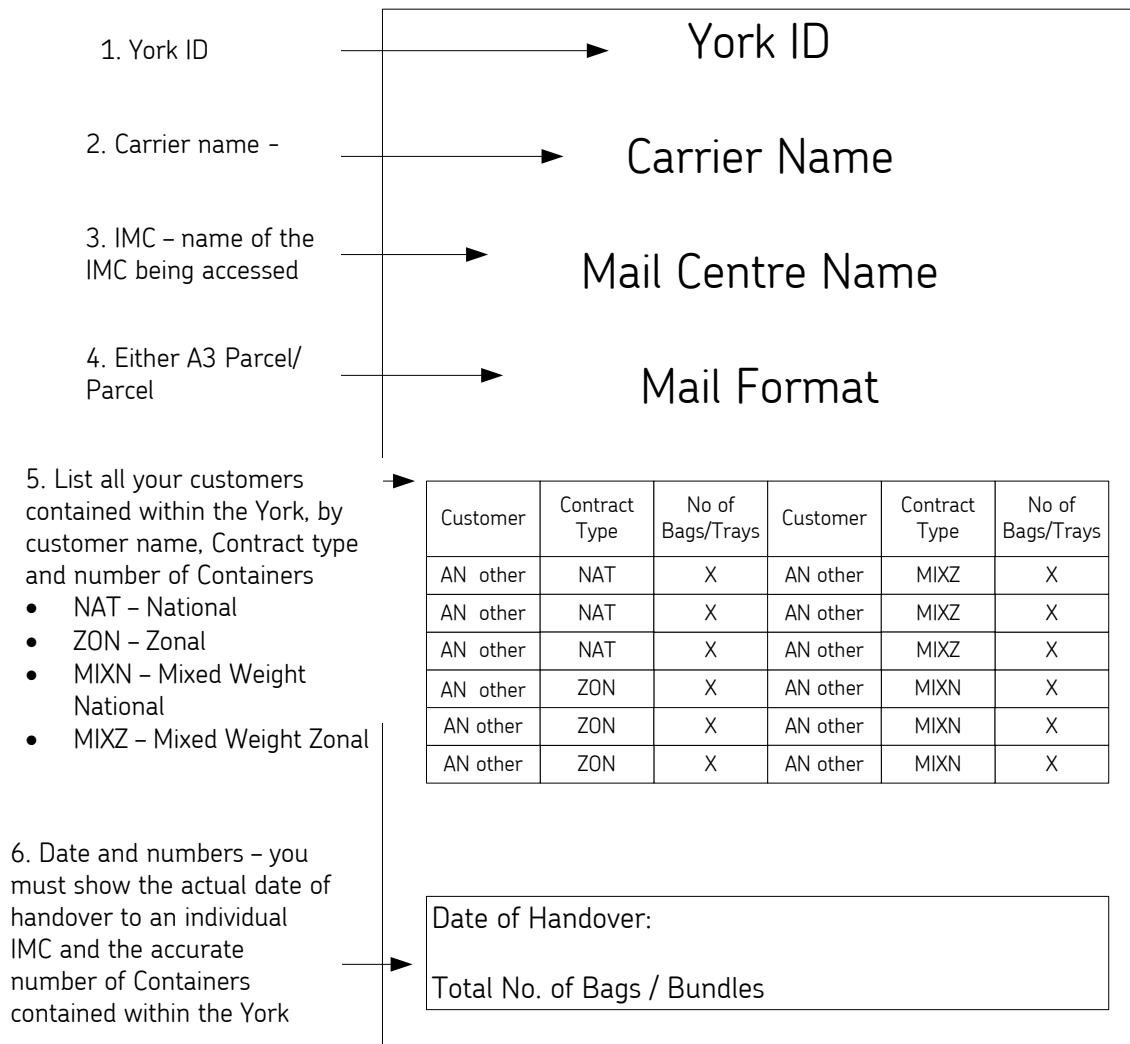 1. York ID
York ID
2. Carrier name -
Carrier Name
3. IMC – name of the
IMC being accessed
Mail Centre Name
4. Either A3 Parcel/
Parcel
Mail Format
5. List all your customers
contained within the York, by
customer name, Contract type
and number of Containers
• NAT – National
• ZON – Zonal
• MIXN – Mixed Weight
National
• MIXZ – Mixed Weight Zonal
Customer Contract Type No of Bags/Trays Customer Contract Type No of Bags/Trays
AN other NAT X AN other MIXZ X
AN other NAT X AN other MIXZ X
AN other NAT X AN other MIXZ X
AN other ZON X AN other MIXN X
AN other ZON X AN other MIXN X
AN other ZON X AN other MIXN X
6. Date and numbers – you
must show the actual date of
handover to an individual
IMC and the accurate
number of Containers
contained within the York
Date of Handover:
Total No. of Bags / Bundles